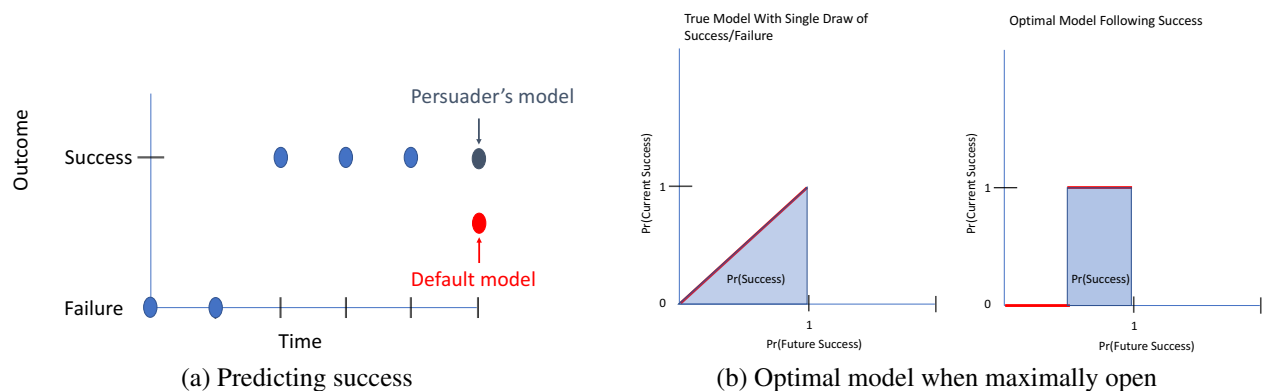 Persuader's model
Outcome
Success
Default model
Failure
Time
(a) Predicting success
True Model With Single Draw of
Success/Failure
Pr(Current Success)
1
Pr(Success)
0
1
Pr(Future Success)
Optimal Model Following Success
Pr(Current Success)
1
Pr(Success)
0
1
Pr(Future Success)
(b) Optimal model when maximally open